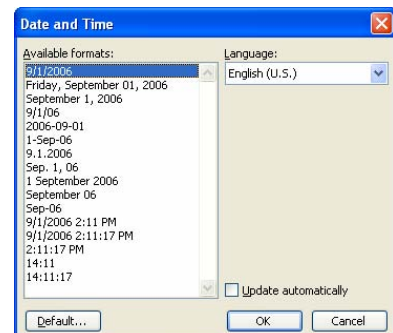 Date and Time
Available formats:
Language:
9/1/2006
English (U.S.)
Friday, September 01, 2006
September 1, 2006
9/1/06
2006-09-01
1-Sep-06
9.1.2006
Sep. 1, 06
1 September 2006
September 06
Sep-06
9/1/2006 2:11 PM
9/1/2006 2:11:17 PM
2:11:17 PM
14:11
14:11:17
Update automatically
Default...
OK
Cancel